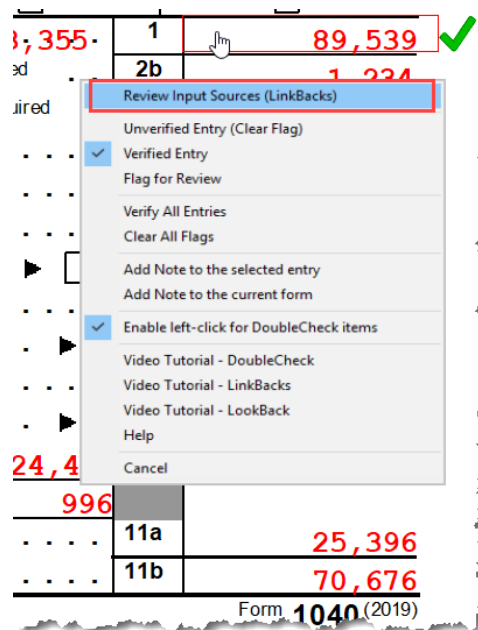 3,355. 1 89,539
ed 2b 1,234
uired
Review Input Sources (LinkBacks)
Unverified Entry (Clear Flag)
Verified Entry
Flag for Review
Verify All Entries
Clear All Flags
Add Note to the selected entry
Add Note to the current form
Enable left-click for DoubleCheck items
Video Tutorial - DoubleCheck
Video Tutorial - LinkBacks
Video Tutorial - LookBack
Help
Cancel
24,4
996
. . . . 11a 25,396
. . . . 11b 70,676
Form 1040 (2019)